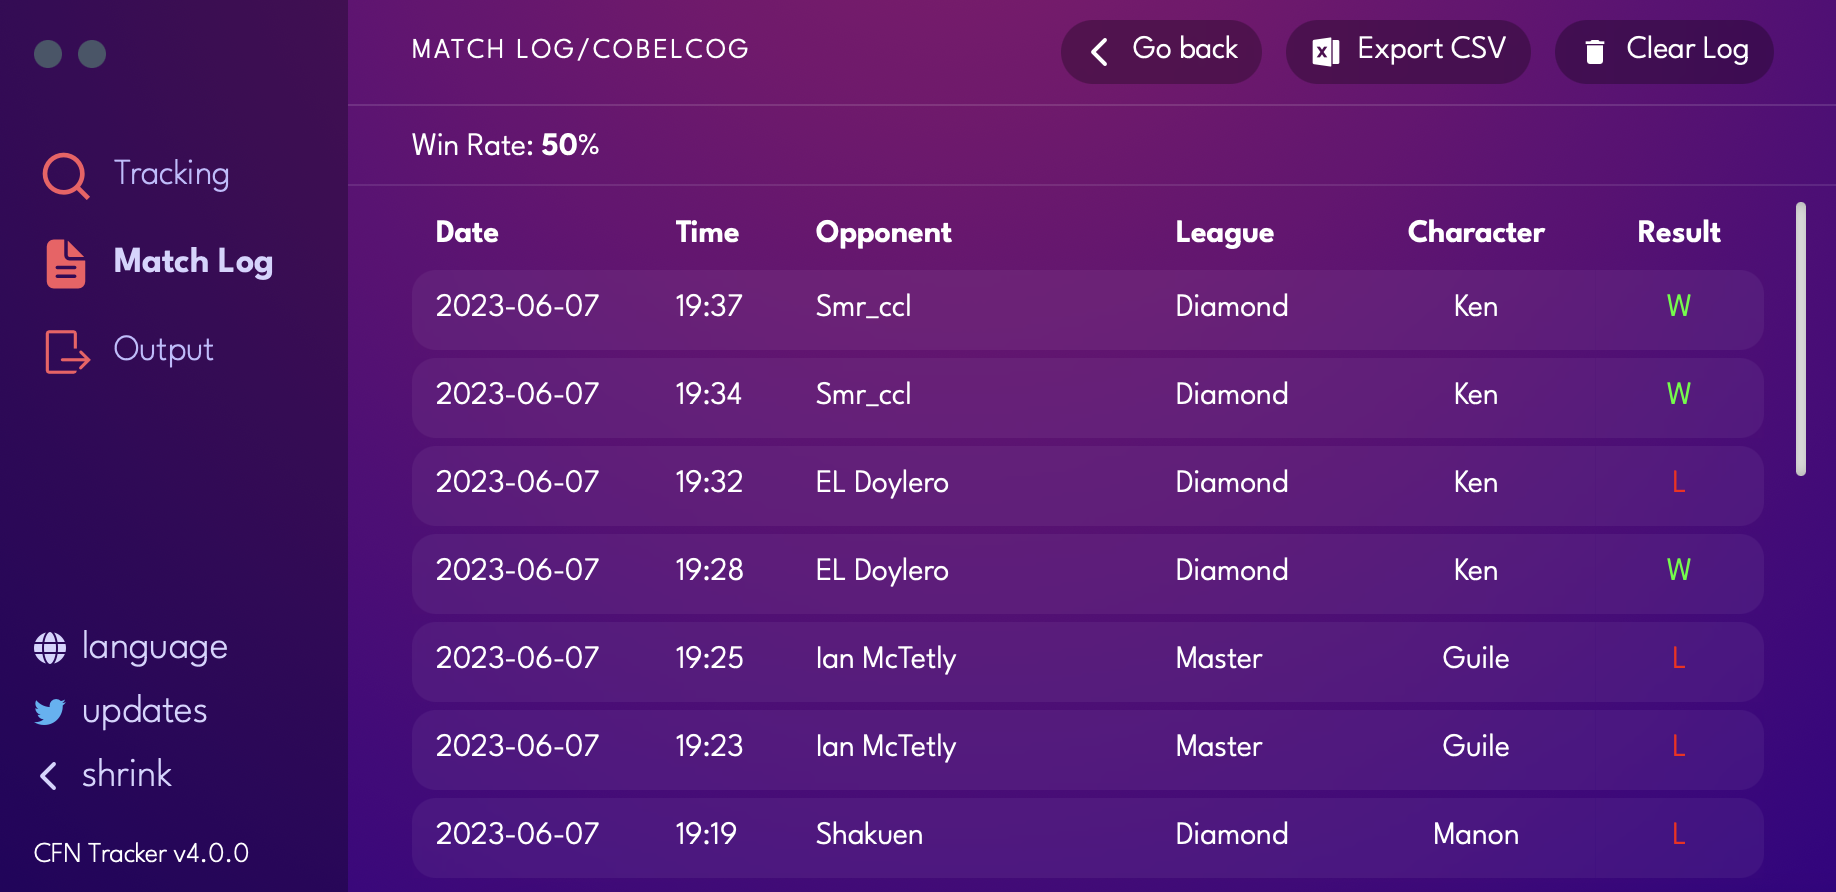 MATCH LOG/COBELCOG
Go back
Export CSV
Clear Log
Tracking
Match Log
Output
language
updates
shrink
CFN Tracker v4.0.0
Win Rate: 50%
Date Time Opponent League Character Result
2023-06-07 19:37 Smr_ccl Diamond Ken W
2023-06-07 19:34 Smr_ccl Diamond Ken W
2023-06-07 19:32 EL Doylero Diamond Ken L
2023-06-07 19:28 EL Doylero Diamond Ken W
2023-06-07 19:25 Ian McTetly Master Guile L
2023-06-07 19:23 Ian McTetly Master Guile L
2023-06-07 19:19 Shakuen Diamond Manon L